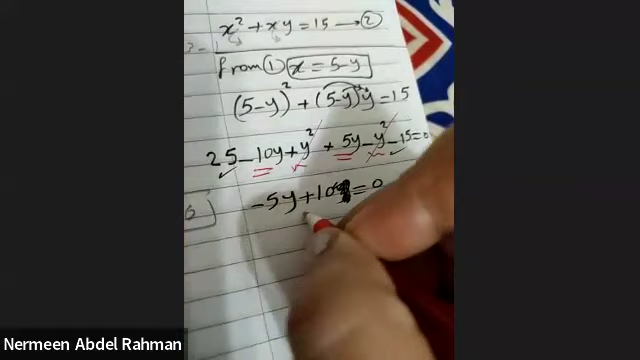 x² + xy = 15 → ②
from ① x = 5-y
(5-y)² + (5-y)y = 15
25 - 10y + y² + 5y - y² - 15 = 0
-5y + 10 = 0
Nermeen Abdel Rahman